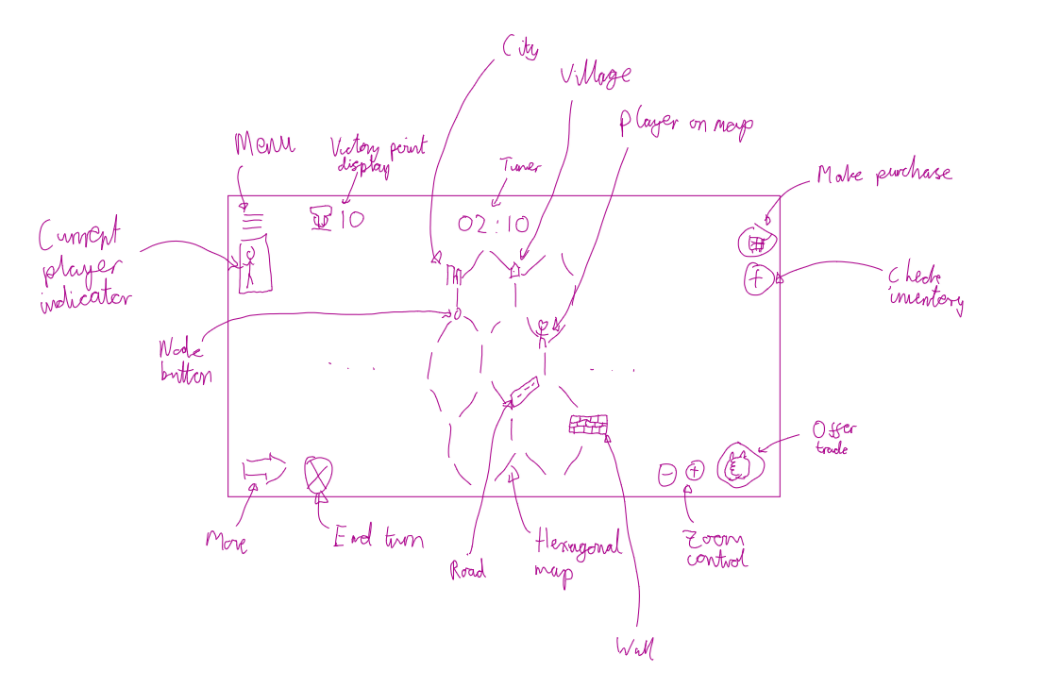 City
Village
Player on map
Menu
Victory point
display
Timer
Make purchase
10
02:10
Current
player
indicator
Check
inventory
Node
button
Offer
trade
Move
End turn
Road
Hexagonal
map
Zoom
control
Wall